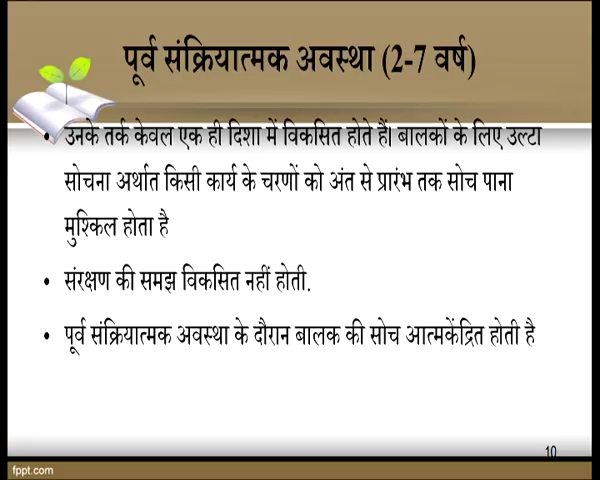 पूर्व संक्रियात्मक अवस्था (2-7 वर्ष)
• उनके तर्क केवल एक ही दिशा में विकसित होते हैं। बालकों के लिए उल्टा
सोचना अर्थात किसी कार्य के चरणों को अंत से प्रारंभ तक सोच पाना
मुश्किल होता है
• संरक्षण की समझ विकसित नहीं होती.
• पूर्व संक्रियात्मक अवस्था के दौरान बालक की सोच आत्मकेंद्रित होती है
10
fppt.com